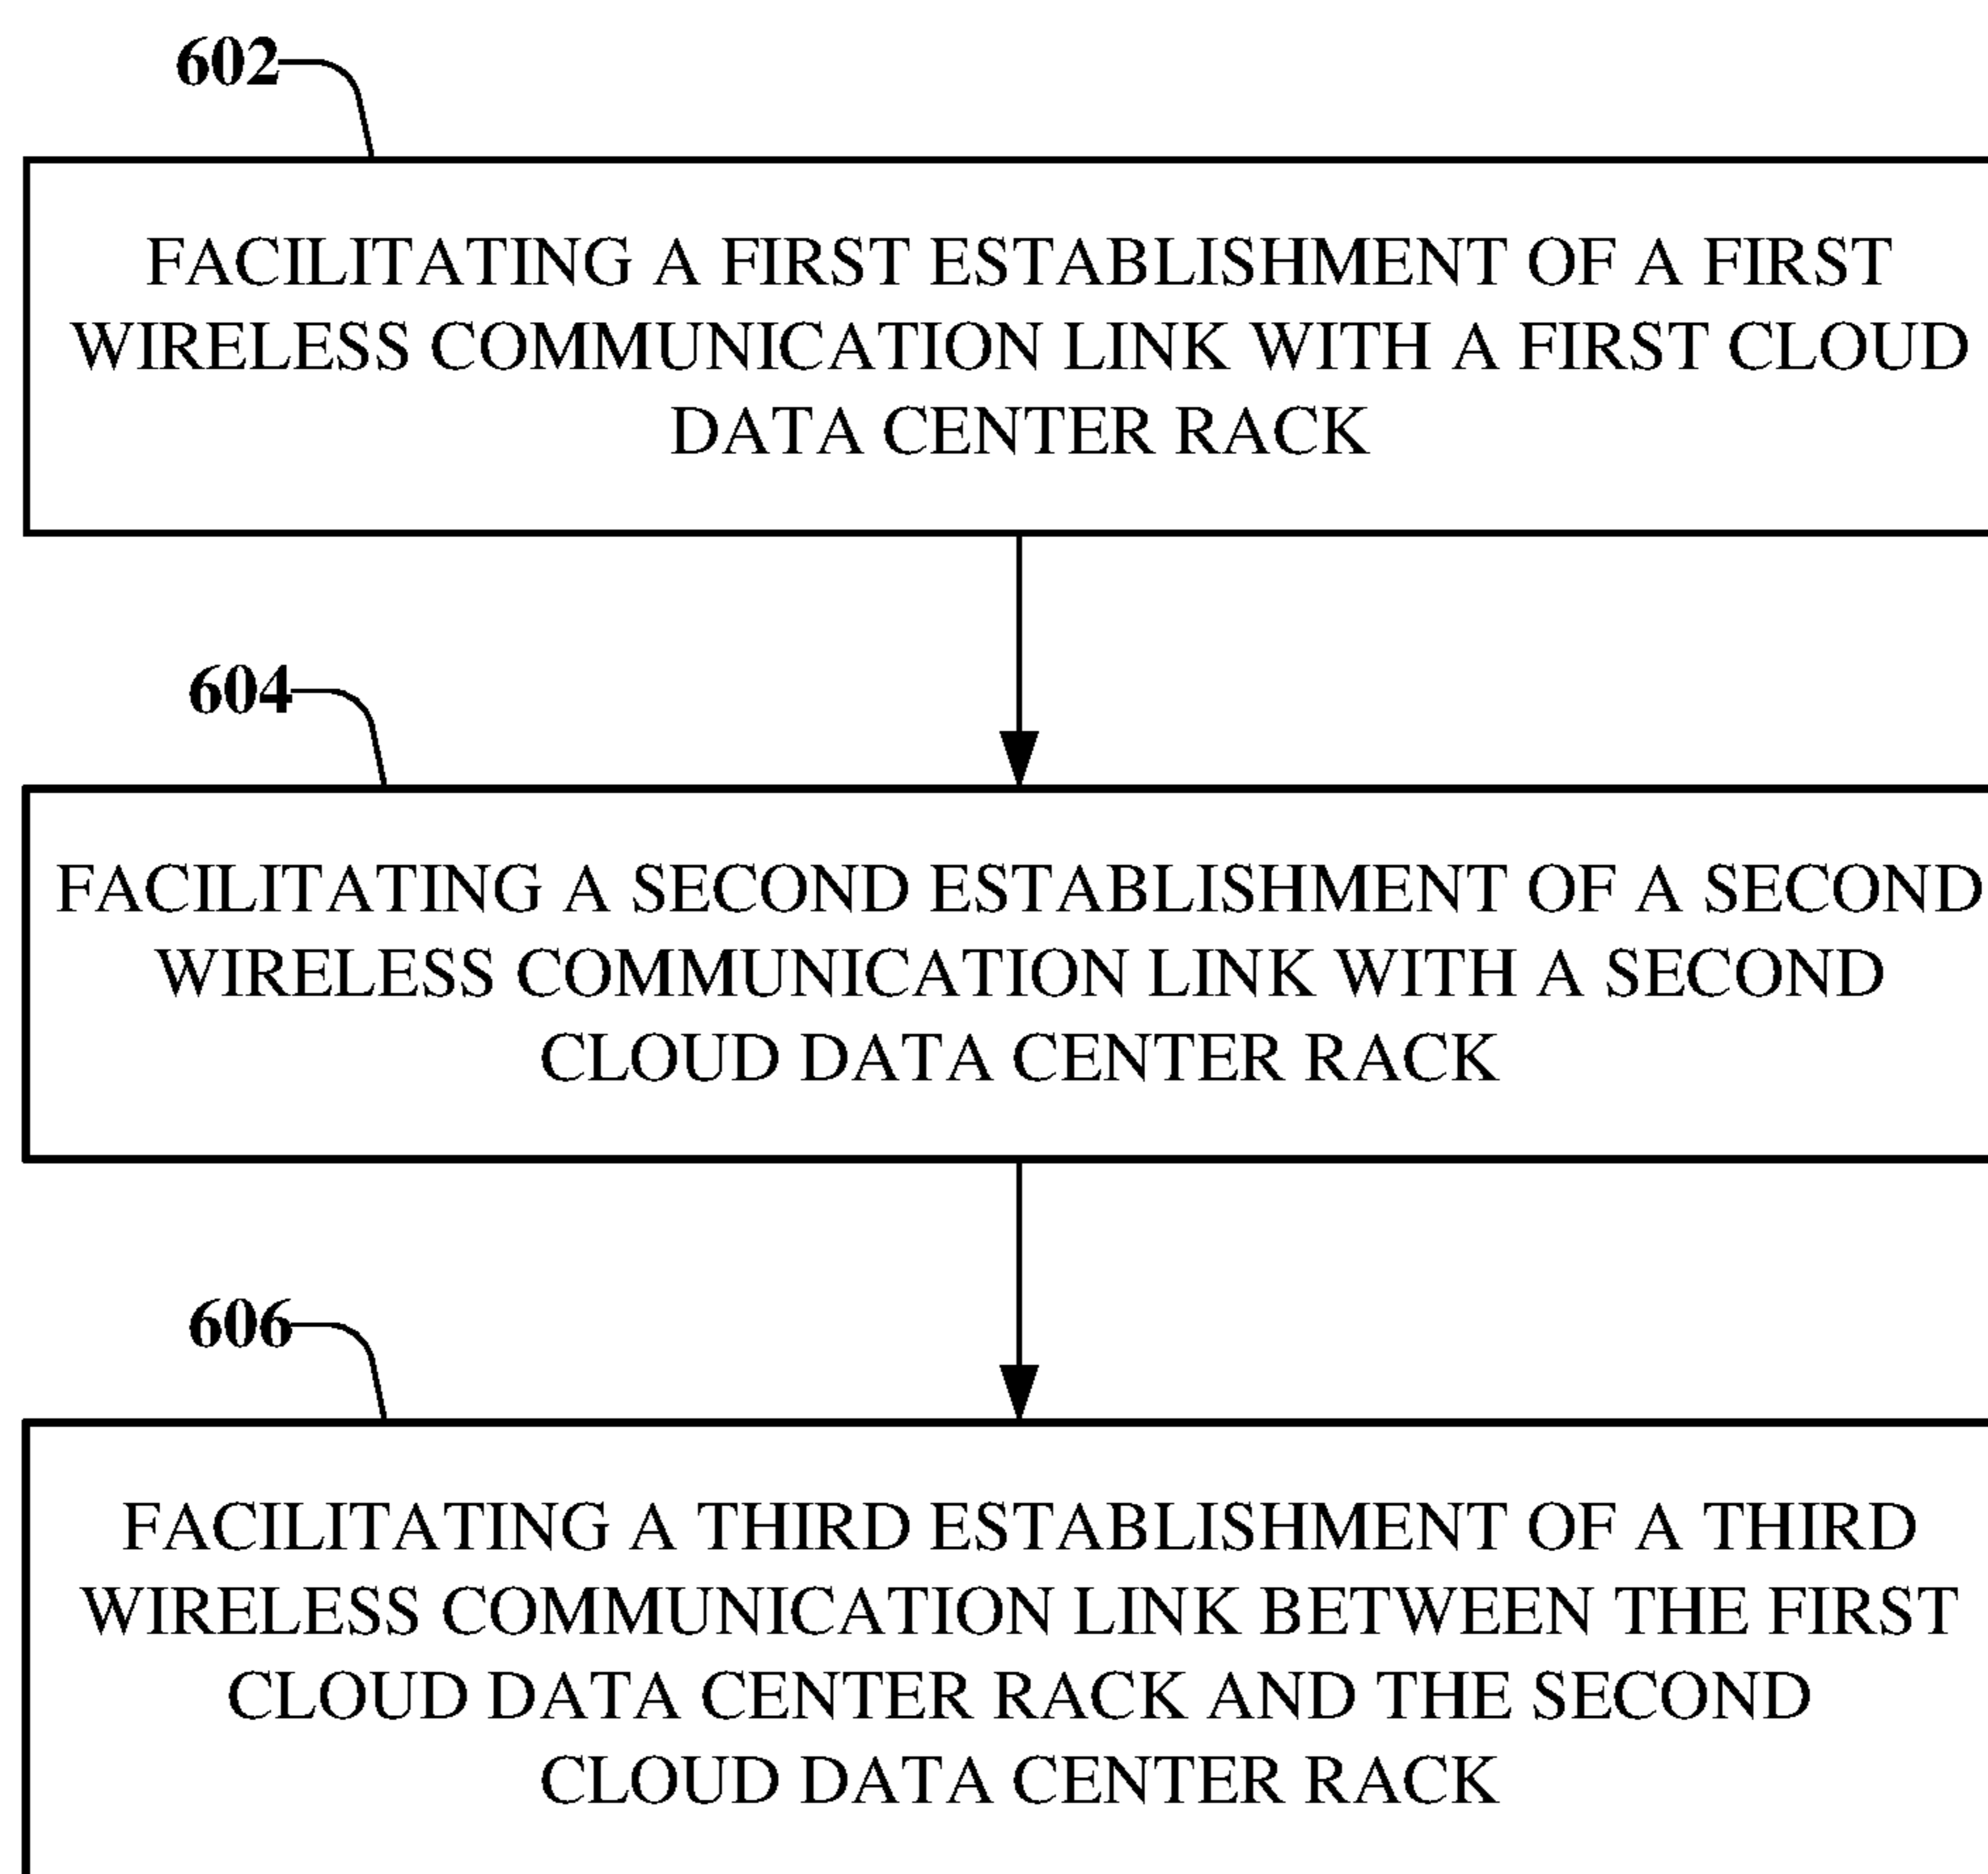 602
FACILITATING A FIRST ESTABLISHMENT OF A FIRST
WIRELESS COMMUNICATION LINK WITH A FIRST CLOUD
DATA CENTER RACK
604
FACILITATING A SECOND ESTABLISHMENT OF A SECOND
WIRELESS COMMUNICATION LINK WITH A SECOND
CLOUD DATA CENTER RACK
606
FACILITATING A THIRD ESTABLISHMENT OF A THIRD
WIRELESS COMMUNICATION LINK BETWEEN THE FIRST
CLOUD DATA CENTER RACK AND THE SECOND
CLOUD DATA CENTER RACK